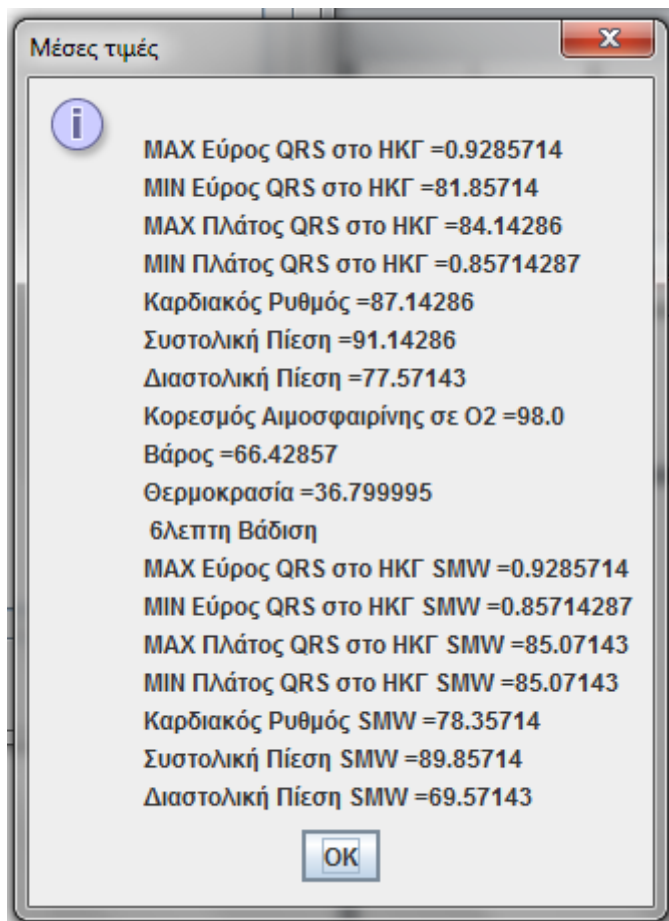 Μέσες τιμές
MAX Εύρος QRS στο ΗΚΓ =0.9285714
MIN Εύρος QRS στο ΗΚΓ =81.85714
MAX Πλάτος QRS στο ΗΚΓ =84.14286
MIN Πλάτος QRS στο ΗΚΓ =0.85714287
Καρδιακός Ρυθμός =87.14286
Συστολική Πίεση =91.14286
Διαστολική Πίεση =77.57143
Κορεσμός Αιμοσφαιρίνης σε O2 =98.0
Βάρος =66.42857
Θερμοκρασία =36.799995
6λεπτη Βάδιση
MAX Εύρος QRS στο ΗΚΓ SMW =0.9285714
MIN Εύρος QRS στο ΗΚΓ SMW =0.85714287
MAX Πλάτος QRS στο ΗΚΓ SMW =85.07143
MIN Πλάτος QRS στο ΗΚΓ SMW =85.07143
Καρδιακός Ρυθμός SMW =78.35714
Συστολική Πίεση SMW =89.85714
Διαστολική Πίεση SMW =69.57143
OK